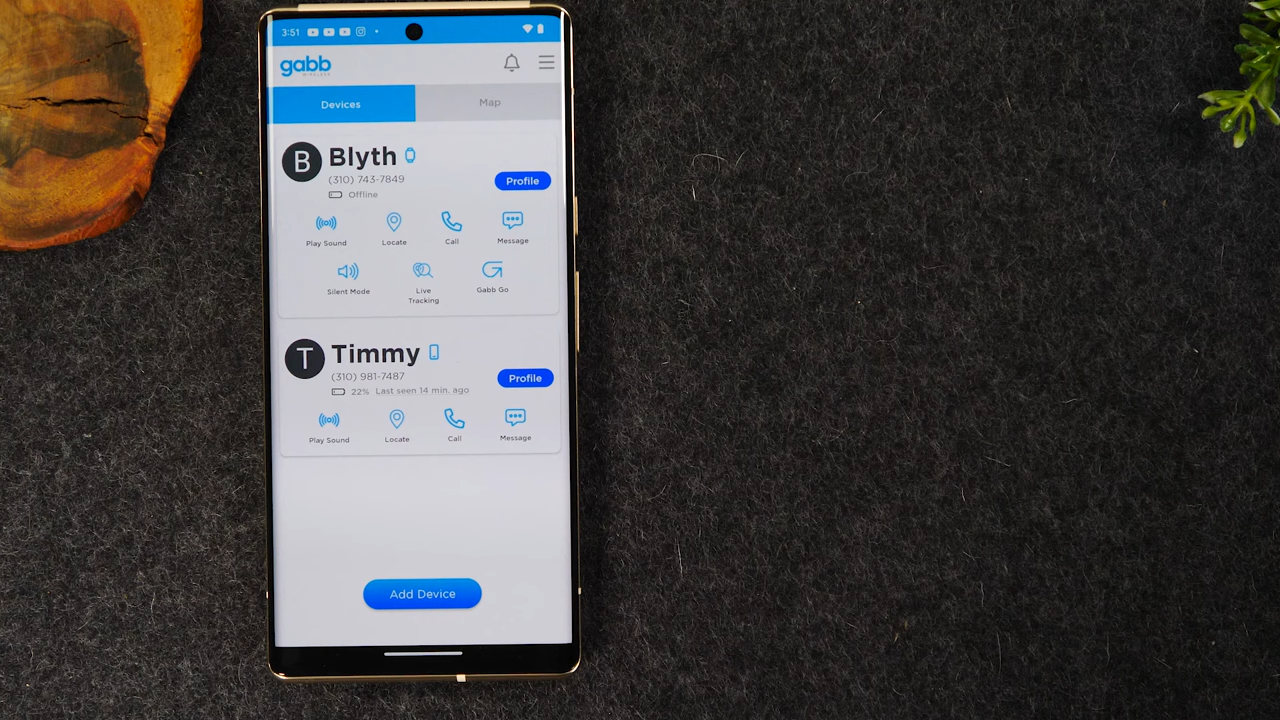 3:51
gabb
WIRELESS
Devices
Map
B
Blyth
(310) 743-7849
Profile
Offline
Play Sound
Locate
Call
Message
Silent Mode
Live
Tracking
Gabb Go
T
Timmy
(310) 981-7487
Profile
22% Last seen 14 min. ago
Play Sound
Locate
Call
Message
Add Device